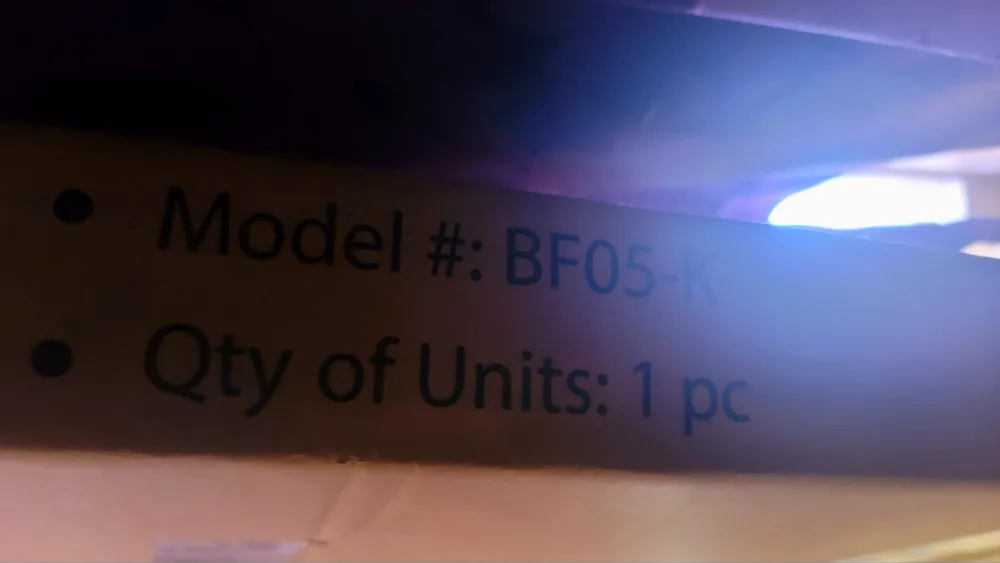 • Model #: BF05-K
• Qty of Units: 1 pc